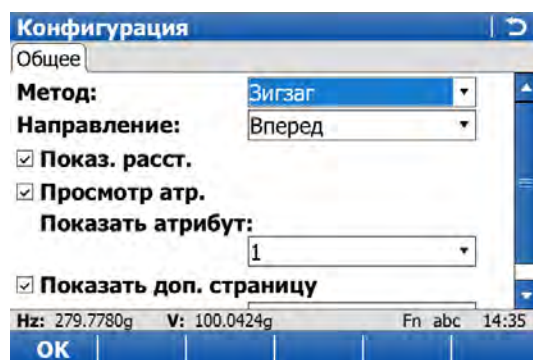 Конфигурация
Общее
Метод: Зигзаг
Направление: Вперед
Показ. расст.
Просмотр атр.
Показать атрибут:
1
Показать доп. страницу
Hz: 279.7780g V: 100.0424g Fn abc 14:35
OK